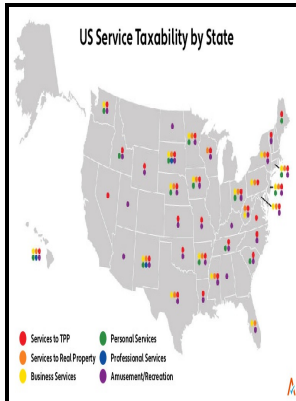 US Service Taxability by State
Services to TPP
Personal Services
Services to Real Property
Professional Services
Business Services
Amusement/Recreation